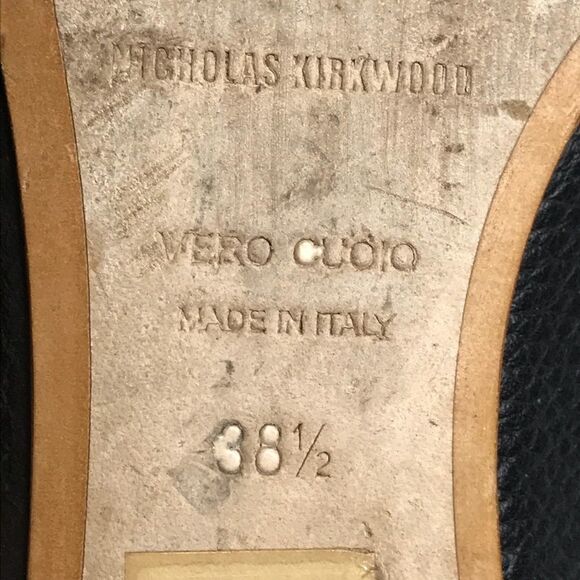 NICHOLAS KIRKWOOD
VERO CUOIO
MADE IN ITALY
38½